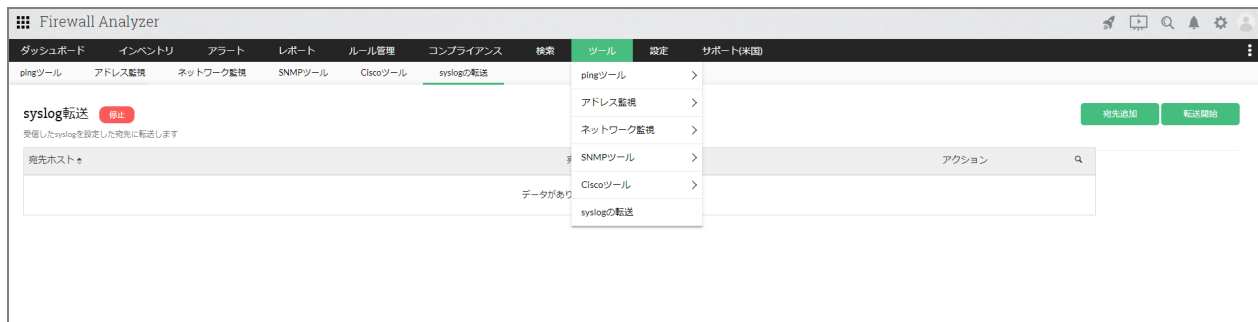 Firewall Analyzer
ダッシュボード インベントリ アラート レポート ルール管理 コンプライアンス 検索 ツール 設定 サポート(米国)
pingツール アドレス監視 ネットワーク監視 SNMPツール Ciscoツール syslogの転送
pingツール
アドレス監視
ネットワーク監視
SNMPツール
Ciscoツール
syslogの転送
syslog転送 停止
宛先追加 転送開始
受信したsyslogを設定した宛先に転送します
宛先ホスト アクション
データがあり